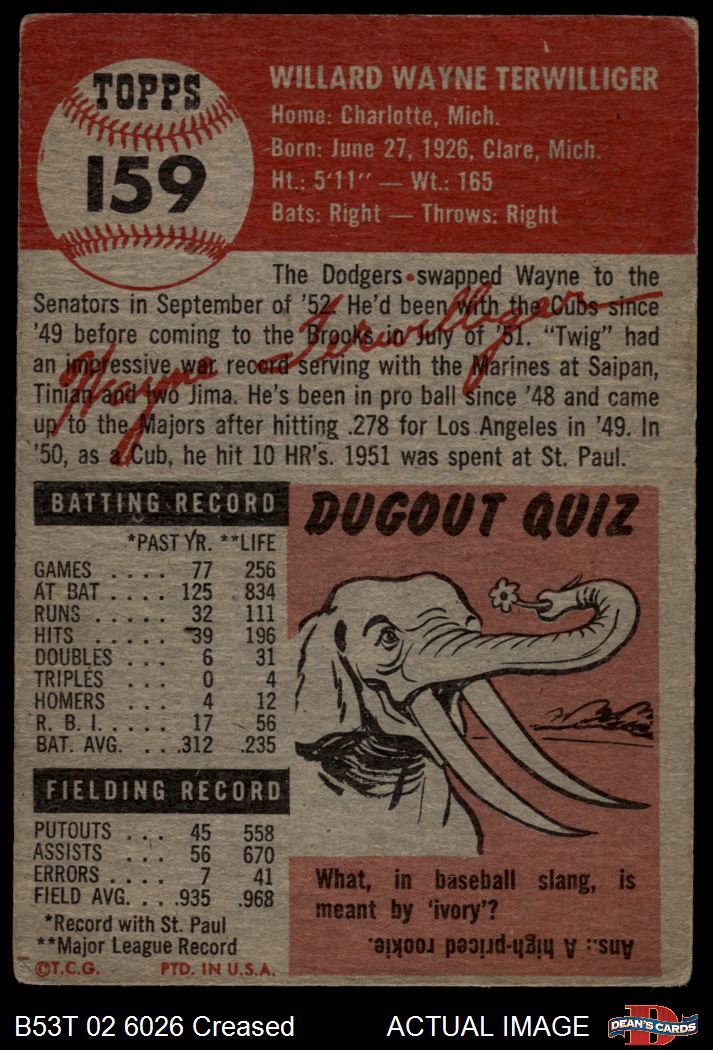 TOPPS
159
WILLARD WAYNE TERWILLIGER
Home: Charlotte, Mich.
Born: June 27, 1926, Clare, Mich.
Ht.: 5'11" — Wt.: 165
Bats: Right — Throws: Right
The Dodgers swapped Wayne to the
Senators in September of '52. He'd been with the Cubs since
'49 before coming to the Brooks in July of '51. "Twig" had
an impressive war record serving with the Marines at Saipan,
Tinian and Iwo Jima. He's been in pro ball since '48 and came
up to the Majors after hitting .278 for Los Angeles in '49. In
'50, as a Cub, he hit 10 HR's. 1951 was spent at St. Paul.
Wayne Terwilliger
BATTING RECORD
*PAST YR. **LIFE
GAMES . . . . 77 256
AT BAT . . . . 125 834
RUNS . . . . . 32 111
HITS . . . . . 39 196
DOUBLES . . . 6 31
TRIPLES . . . . 0 4
HOMERS . . . . 4 12
R. B. I. . . . . . 17 56
BAT. AVG. . . . .312 .235
FIELDING RECORD
PUTOUTS . . . 45 558
ASSISTS . . . 56 670
ERRORS . . . . 7 41
FIELD AVG. . . .935 .968
*Record with St. Paul
**Major League Record
©T.C.G. PTD. IN U.S.A.
DUGOUT QUIZ
What, in baseball slang, is
meant by 'ivory'?
Ans.: A high-priced rookie.
B53T 02 6026 Creased ACTUAL IMAGE
D
DEAN'S CARDS